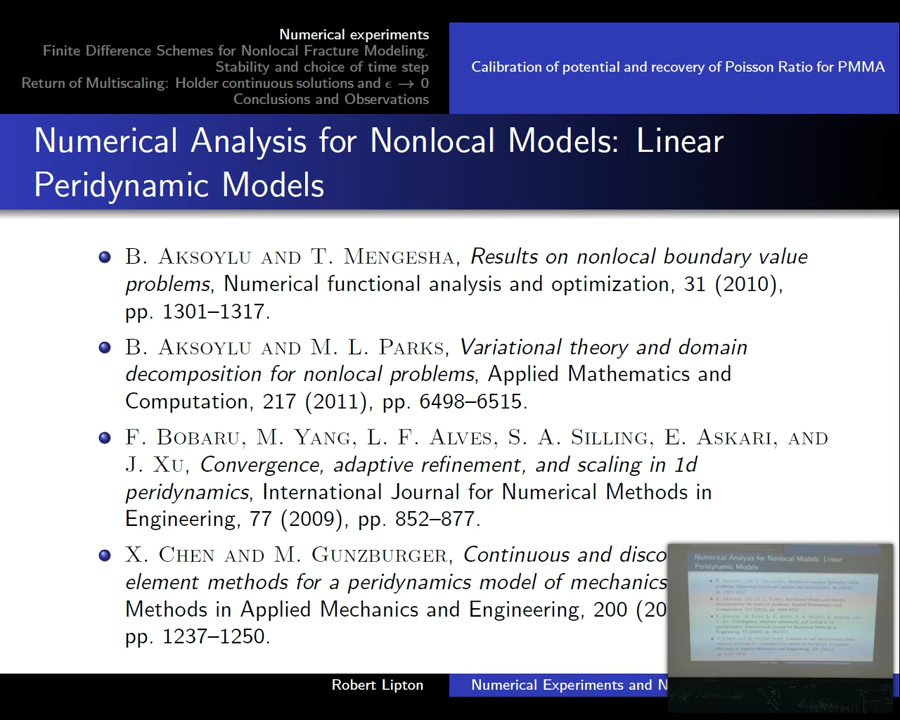 Numerical experiments
Finite Difference Schemes for Nonlocal Fracture Modeling.
Stability and choice of time step
Return of Multiscaling: Holder continuous solutions and ϵ → 0
Conclusions and Observations
Calibration of potential and recovery of Poisson Ratio for PMMA
Numerical Analysis for Nonlocal Models: Linear
Peridynamic Models
B. Aksoylu and T. Mengesha, Results on nonlocal boundary value
problems, Numerical functional analysis and optimization, 31 (2010),
pp. 1301–1317.
B. Aksoylu and M. L. Parks, Variational theory and domain
decomposition for nonlocal problems, Applied Mathematics and
Computation, 217 (2011), pp. 6498–6515.
F. Bobaru, M. Yang, L. F. Alves, S. A. Silling, E. Askari, and
J. Xu, Convergence, adaptive refinement, and scaling in 1d
peridynamics, International Journal for Numerical Methods in
Engineering, 77 (2009), pp. 852–877.
X. Chen and M. Gunzburger, Continuous and disco
element methods for a peridynamics model of mechanics
Methods in Applied Mechanics and Engineering, 200 (20
pp. 1237–1250.
Numerical Analysis for Nonlocal Models: Linear
Peridynamic Models
Robert Lipton
Numerical Experiments and N